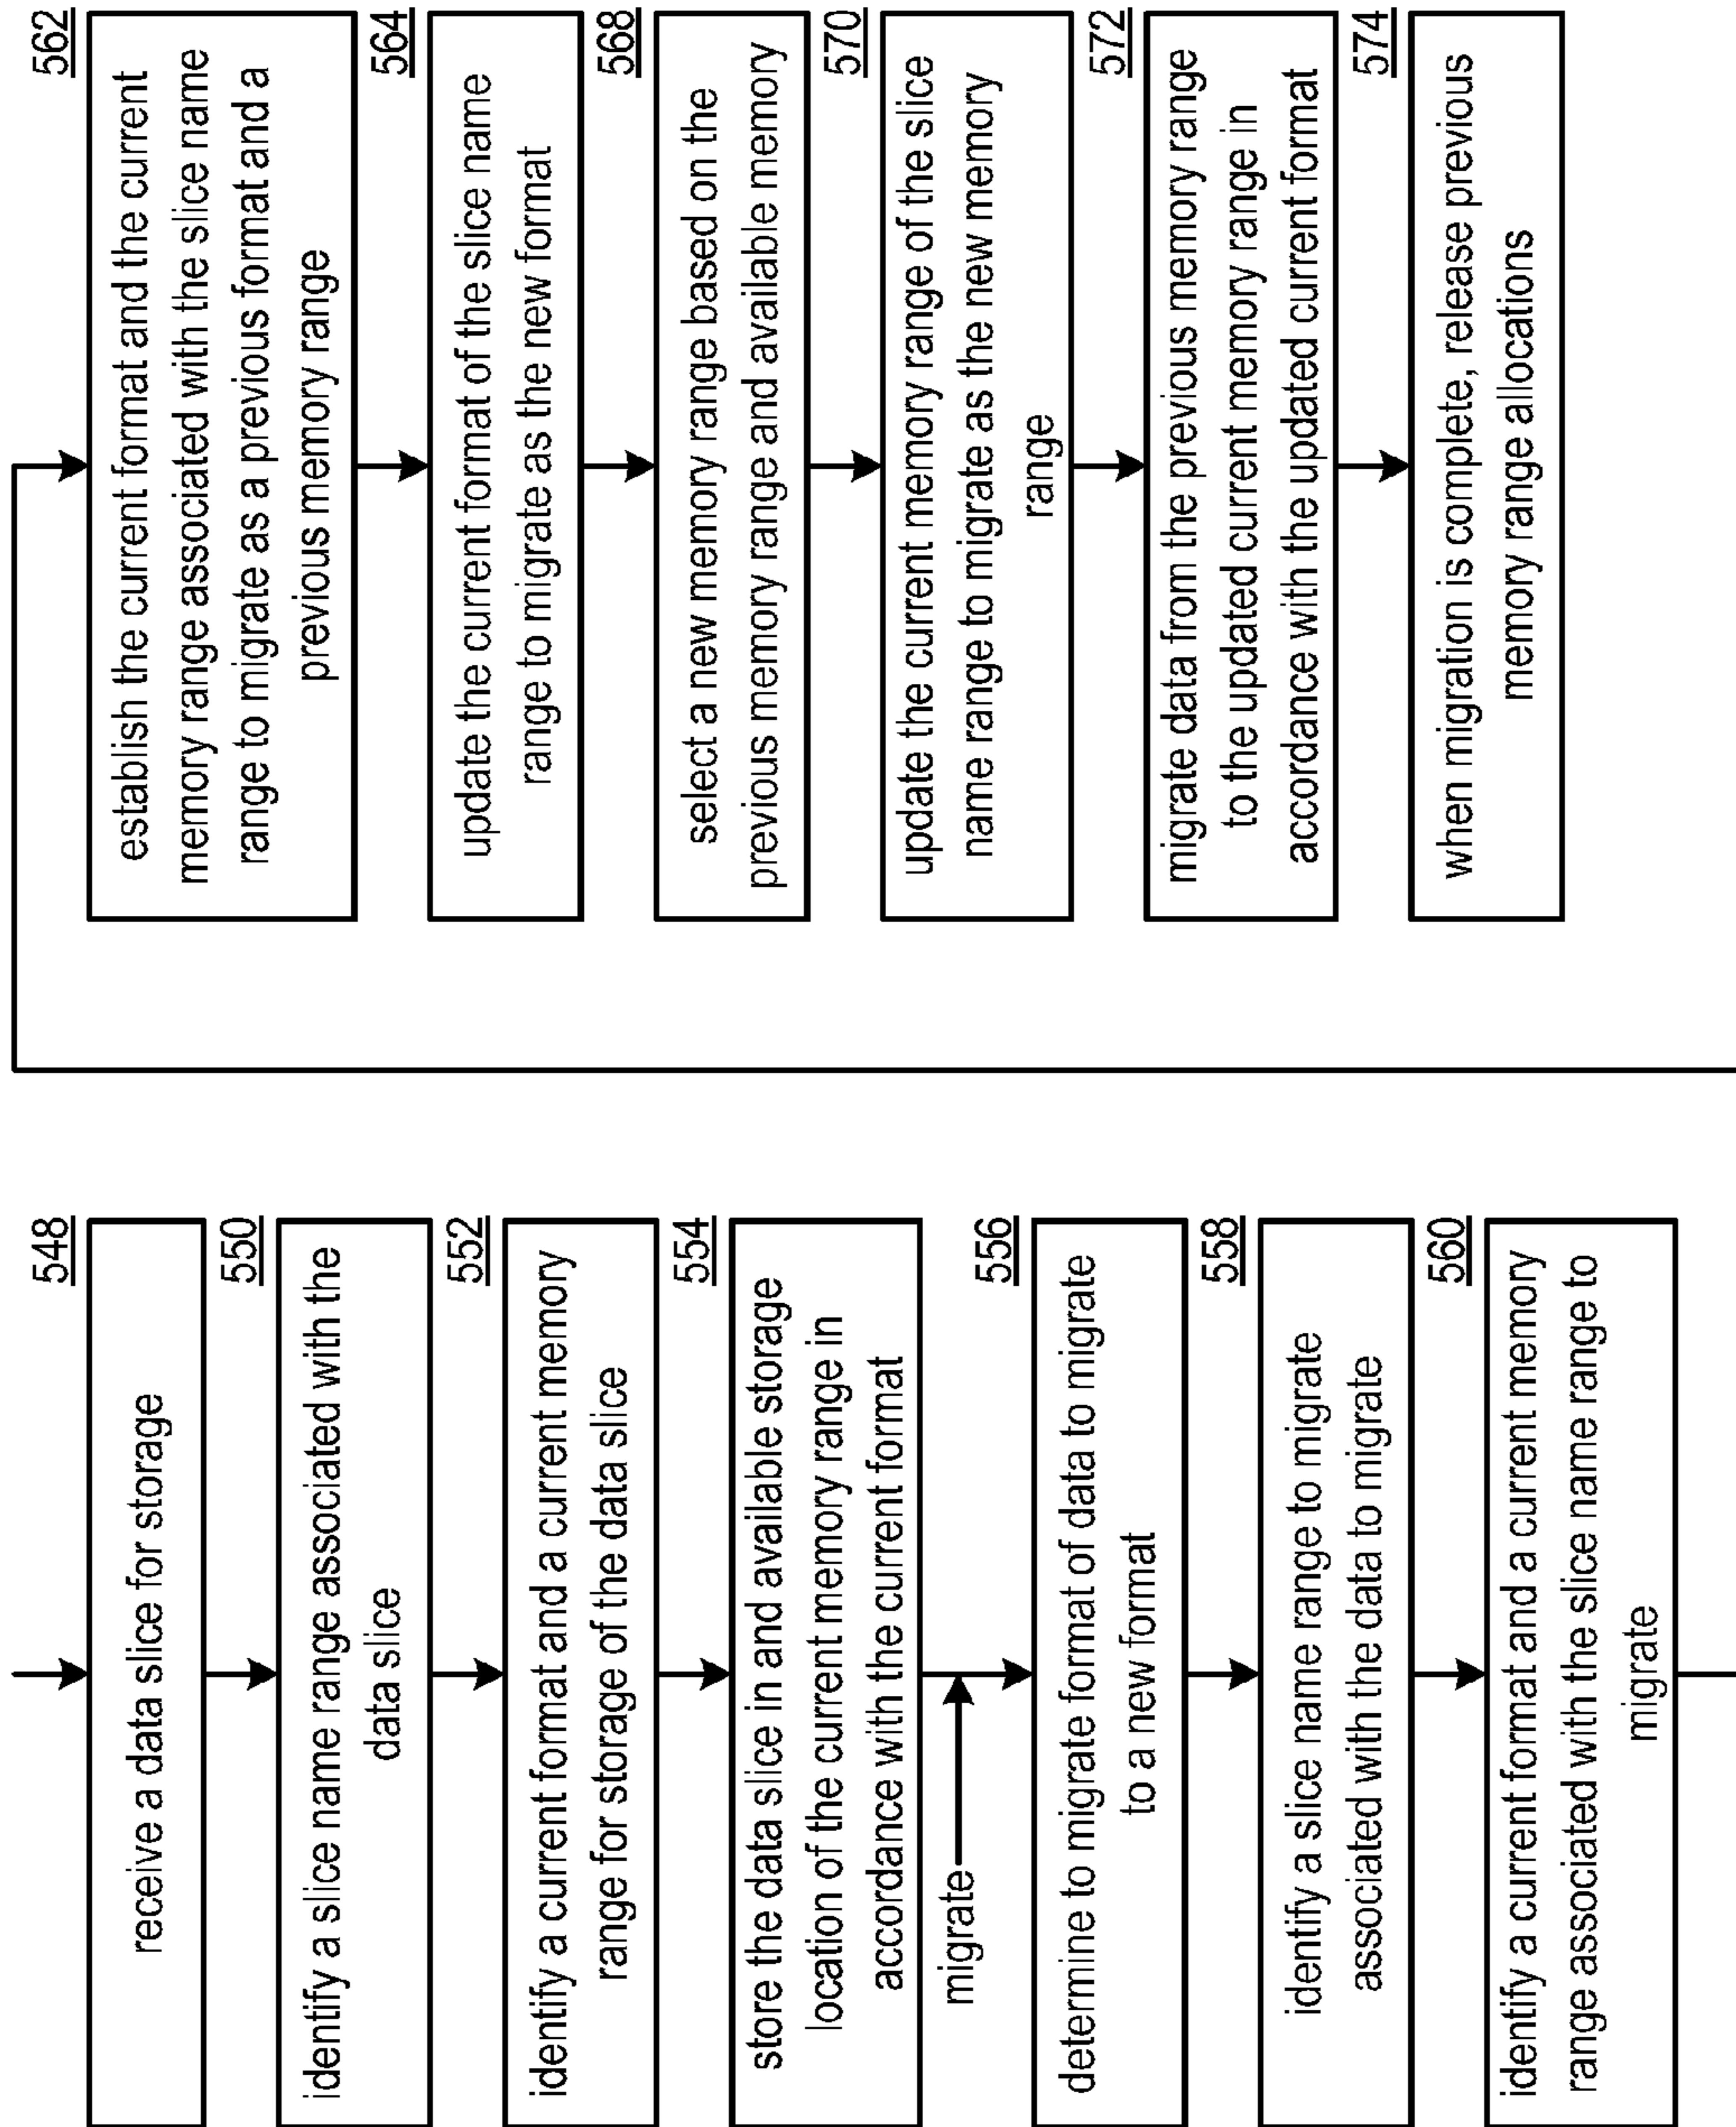 548
receive a data slice for storage
550
identify a slice name range associated with the
data slice
552
identify a current format and a current memory
range for storage of the data slice
554
store the data slice in and available storage
location of the current memory range in
accordance with the current format
migrate
556
determine to migrate format of data to migrate
to a new format
558
identify a slice name range to migrate
associated with the data to migrate
560
identify a current format and a current memory
range associated with the slice name range to
migrate
562
establish the current format and the current
memory range associated with the slice name
range to migrate as a previous format and a
previous memory range
564
update the current format of the slice name
range to migrate as the new format
568
select a new memory range based on the
previous memory range and available memory
570
update the current memory range of the slice
name range to migrate as the new memory
range
572
migrate data from the previous memory range
to the updated current memory range in
accordance with the updated current format
574
when migration is complete, release previous
memory range allocations